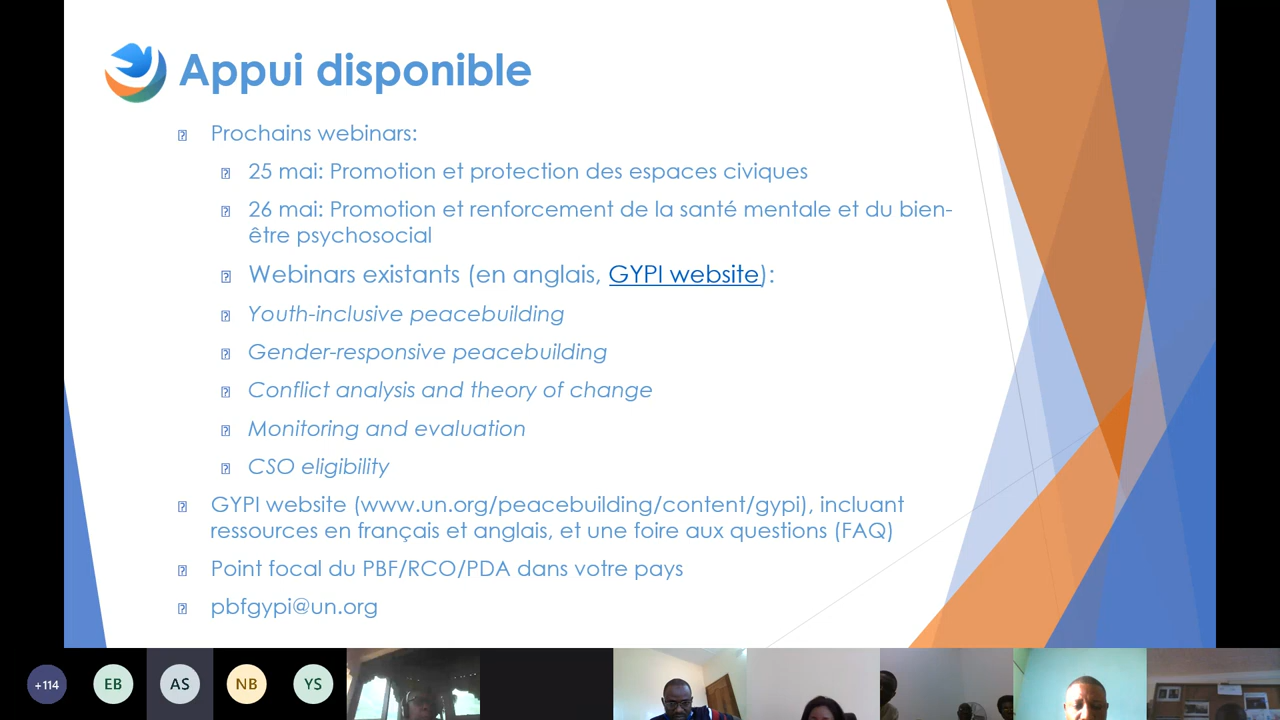 Appui disponible
Prochains webinars:
25 mai: Promotion et protection des espaces civiques
26 mai: Promotion et renforcement de la santé mentale et du bien-
être psychosocial
Webinars existants (en anglais, GYPI website):
Youth-inclusive peacebuilding
Gender-responsive peacebuilding
Conflict analysis and theory of change
Monitoring and evaluation
CSO eligibility
GYPI website (www.un.org/peacebuilding/content/gypi), incluant
ressources en français et anglais, et une foire aux questions (FAQ)
Point focal du PBF/RCO/PDA dans votre pays
pbfgypi@un.org
+114 EB AS NB YS